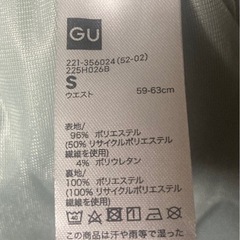 GU
221-356024(52-02)
225H026B
S
ウエスト
59-63cm
表地/
96% ポリエステル
(50% リサイクルポリエステル
繊維を使用)
4% ポリウレタン
裏地/
100% ポリエステル
(100% リサイクルポリエステル
繊維を使用)
この商品は汗や雨等で湿っ